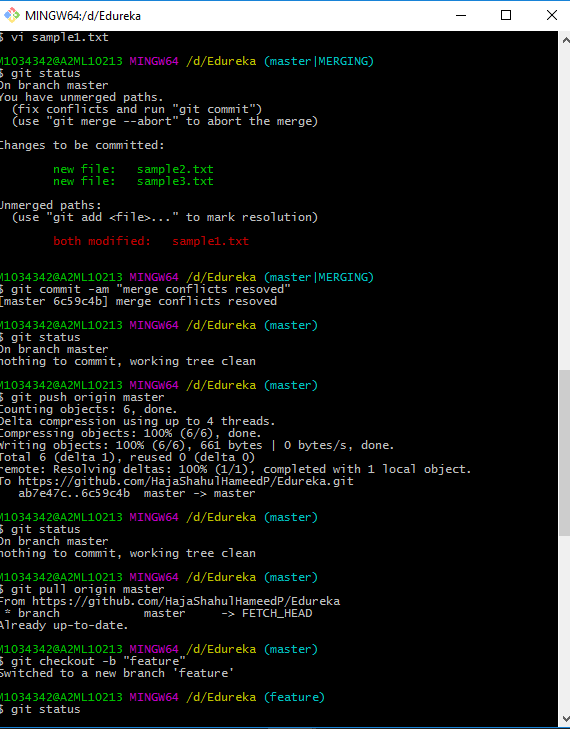 MINGW64:/d/Edureka
$ vi sample1.txt
M1034342@A2ML10213 MINGW64 /d/Edureka (master|MERGING)
$ git status
On branch master
You have unmerged paths.
  (fix conflicts and run "git commit")
  (use "git merge --abort" to abort the merge)
Changes to be committed:
        new file:   sample2.txt
        new file:   sample3.txt
Unmerged paths:
  (use "git add <file>..." to mark resolution)
        both modified:   sample1.txt
M1034342@A2ML10213 MINGW64 /d/Edureka (master|MERGING)
$ git commit -am "merge conflicts resoved"
[master 6c59c4b] merge conflicts resoved
M1034342@A2ML10213 MINGW64 /d/Edureka (master)
$ git status
On branch master
nothing to commit, working tree clean
M1034342@A2ML10213 MINGW64 /d/Edureka (master)
$ git push origin master
Counting objects: 6, done.
Delta compression using up to 4 threads.
Compressing objects: 100% (6/6), done.
Writing objects: 100% (6/6), 661 bytes | 0 bytes/s, done.
Total 6 (delta 1), reused 0 (delta 0)
remote: Resolving deltas: 100% (1/1), completed with 1 local object.
To https://github.com/HajaShahulHameedP/Edureka.git
   ab7e47c..6c59c4b  master -> master
M1034342@A2ML10213 MINGW64 /d/Edureka (master)
$ git status
On branch master
nothing to commit, working tree clean
M1034342@A2ML10213 MINGW64 /d/Edureka (master)
$ git pull origin master
From https://github.com/HajaShahulHameedP/Edureka
 * branch            master     -> FETCH_HEAD
Already up-to-date.
M1034342@A2ML10213 MINGW64 /d/Edureka (master)
$ git checkout -b "feature"
Switched to a new branch 'feature'
M1034342@A2ML10213 MINGW64 /d/Edureka (feature)
$ git status